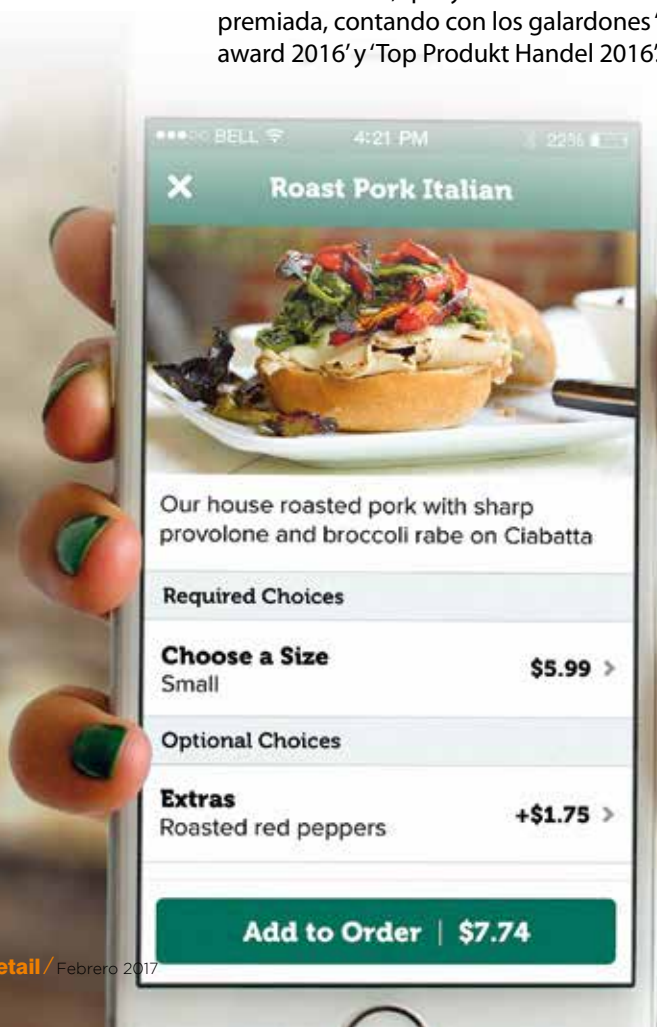 premiada, contando con los galardones ‘
award 2016’ y ‘Top Produkt Handel 2016’.
BELL 4:21 PM 22%
× Roast Pork Italian
Our house roasted pork with sharp
provolone and broccoli rabe on Ciabatta
Required Choices
Choose a Size
Small
$5.99 >
Optional Choices
Extras
Roasted red peppers
+$1.75 >
Add to Order | $7.74
etail / Febrero 2017